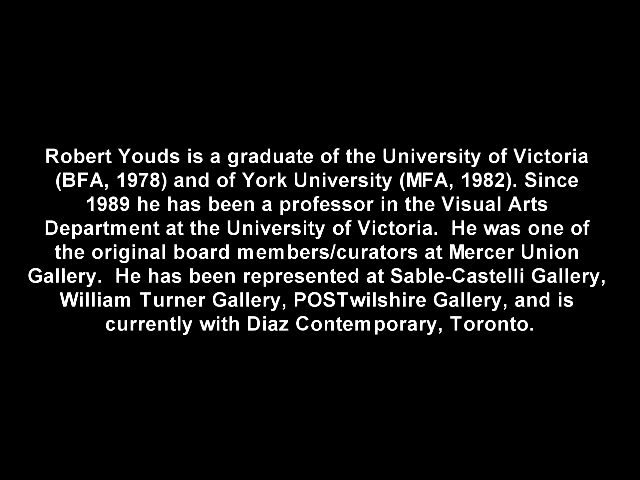 Robert Youds is a graduate of the University of Victoria
(BFA, 1978) and of York University (MFA, 1982). Since
1989 he has been a professor in the Visual Arts
Department at the University of Victoria.  He was one of
the original board members/curators at Mercer Union
Gallery.  He has been represented at Sable-Castelli Gallery,
William Turner Gallery, POSTwilshire Gallery, and is
currently with Diaz Contemporary, Toronto.